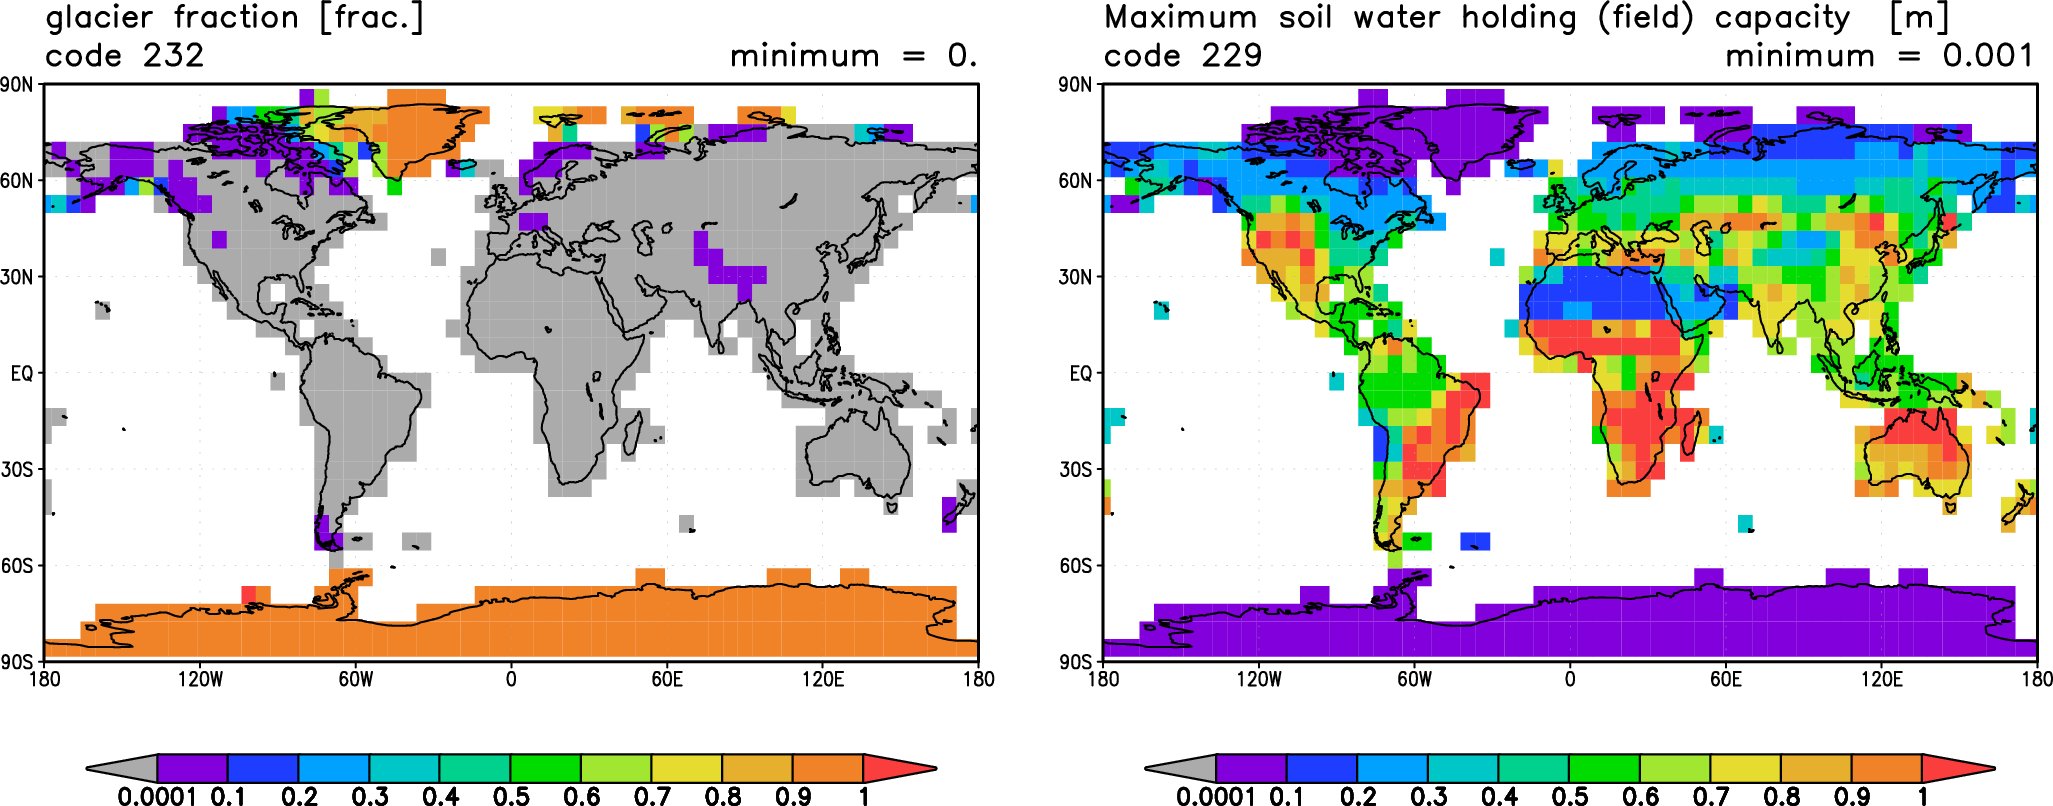 glacier fraction [frac.]
code 232 minimum = 0.
90N
60N
30N
EQ
30S
60S
90S
180 120W 60W 0 60E 120E 180
0.0001 0.1 0.2 0.3 0.4 0.5 0.6 0.7 0.8 0.9 1
Maximum soil water holding (field) capacity [m]
code 229 minimum = 0.001
90N
60N
30N
EQ
30S
60S
90S
180 120W 60W 0 60E 120E 180
0.0001 0.1 0.2 0.3 0.4 0.5 0.6 0.7 0.8 0.9 1